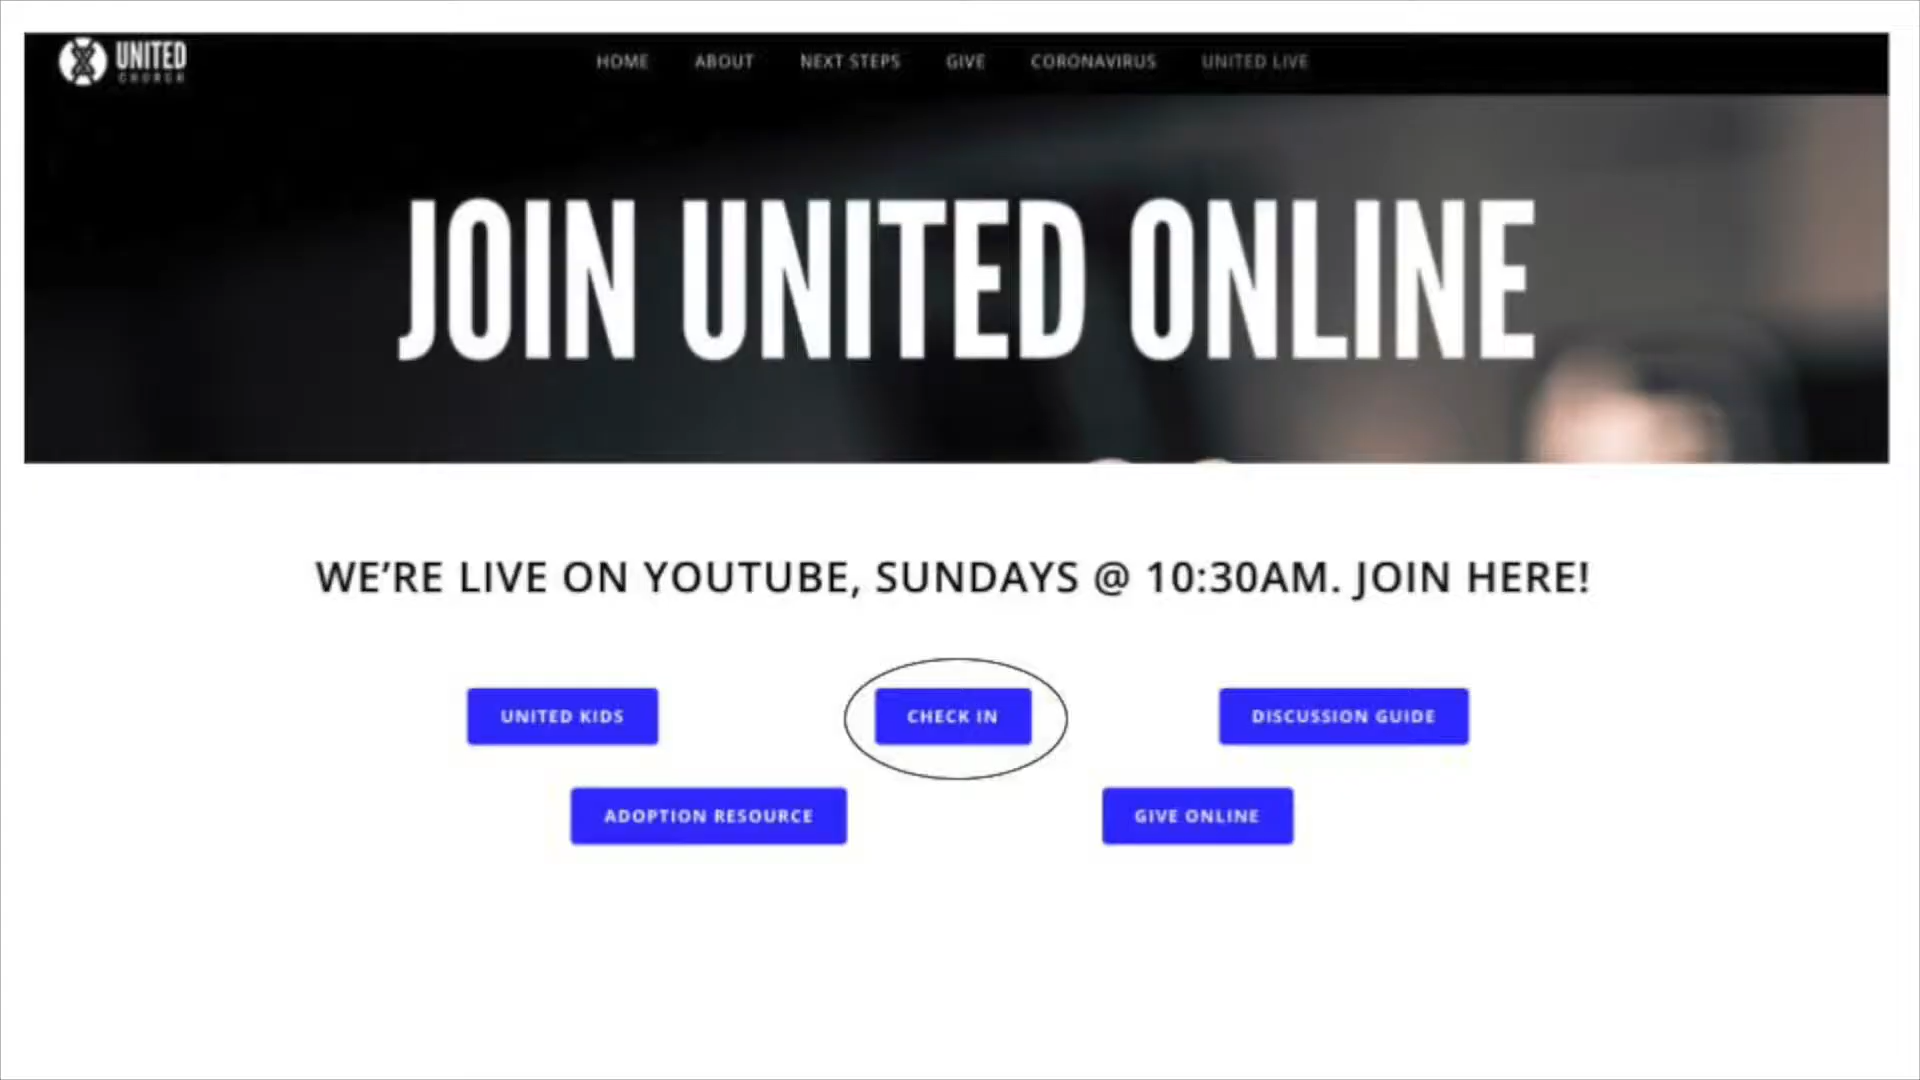 UNITED
CHURCH
HOME ABOUT NEXT STEPS GIVE CORONAVIRUS UNITED LIVE
JOIN UNITED ONLINE
WE’RE LIVE ON YOUTUBE, SUNDAYS @ 10:30AM. JOIN HERE!
UNITED KIDS CHECK IN DISCUSSION GUIDE
ADOPTION RESOURCE GIVE ONLINE